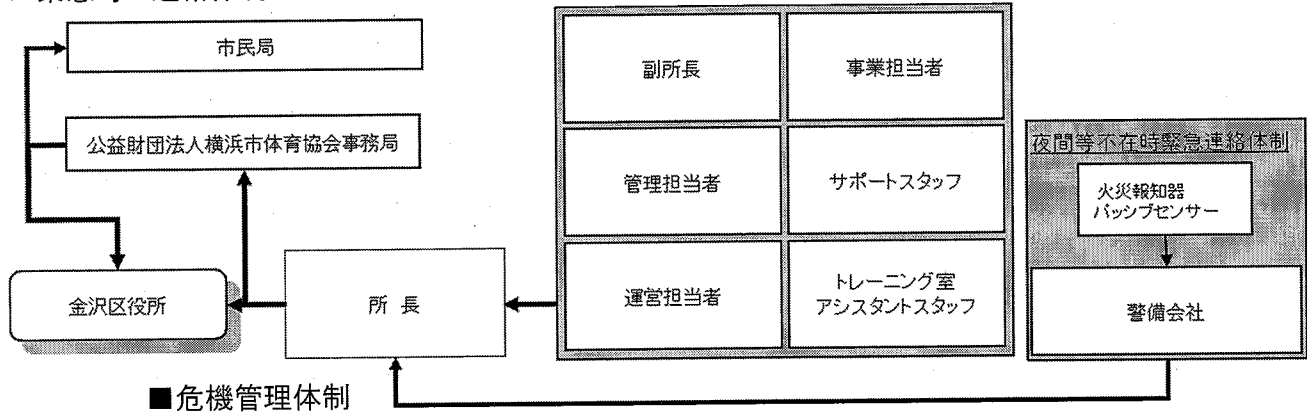 市民局
公益財団法人横浜市体育協会事務局
金沢区役所
所 長
副所長
事業担当者
管理担当者
サポートスタッフ
運営担当者
トレーニング室
アシスタントスタッフ
夜間等不在時緊急連絡体制
火災報知器
パッシブセンサー
警備会社
■危機管理体制